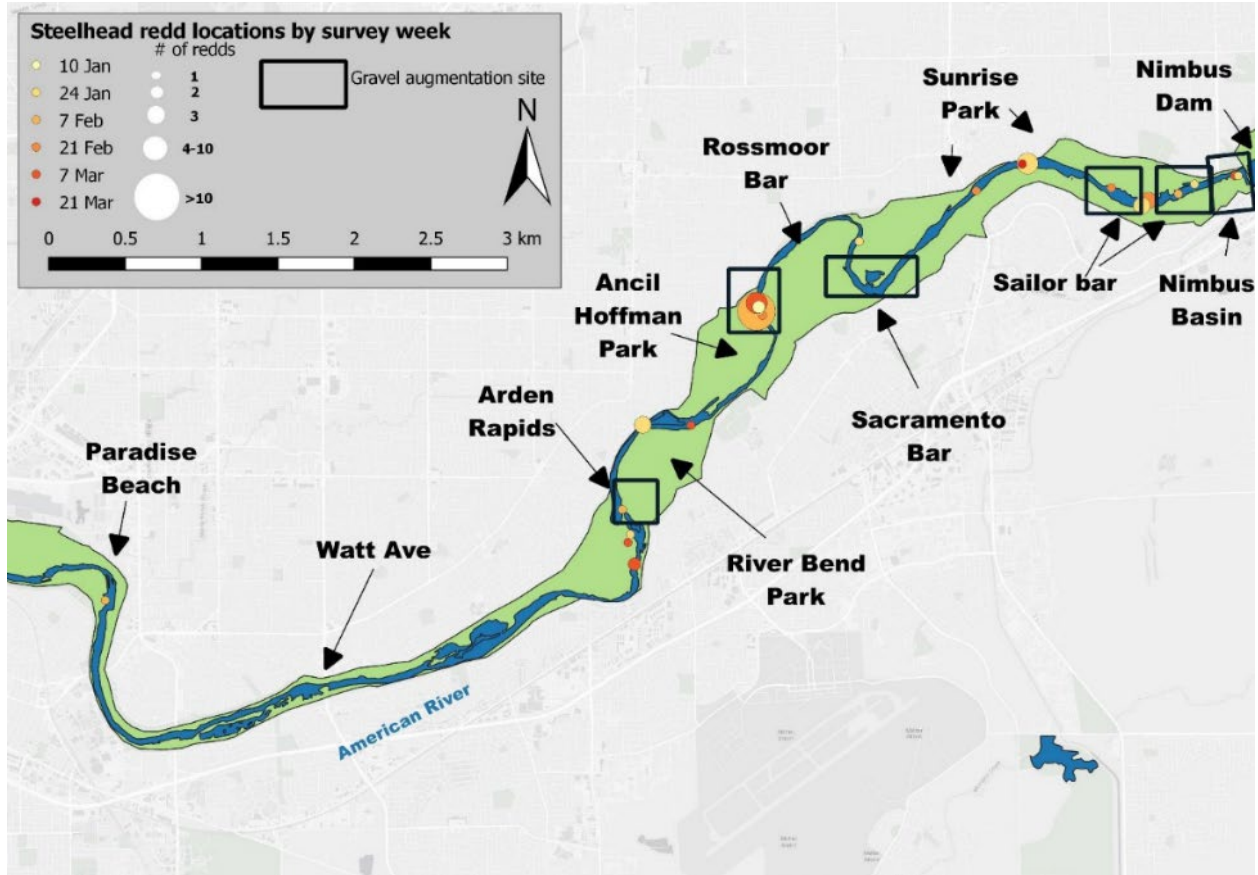 Steelhead redd locations by survey week
# of redds
10 Jan
24 Jan
7 Feb
21 Feb
7 Mar
21 Mar
1
2
3
4-10
>10
Gravel augmentation site
N
0 0.5 1 1.5 2 2.5 3 km
Nimbus
Dam
Sunrise
Park
Rossmoor
Bar
Ancil
Hoffman
Park
Sailor bar
Nimbus
Basin
Arden
Rapids
Sacramento
Bar
Paradise
Beach
Watt Ave
River Bend
Park
American River